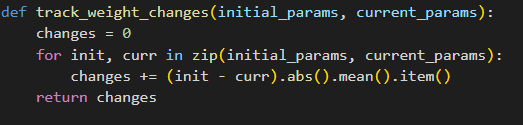 def track_weight_changes(initial_params, current_params):
    changes = 0
    for init, curr in zip(initial_params, current_params):
        changes += (init - curr).abs().mean().item()
    return changes